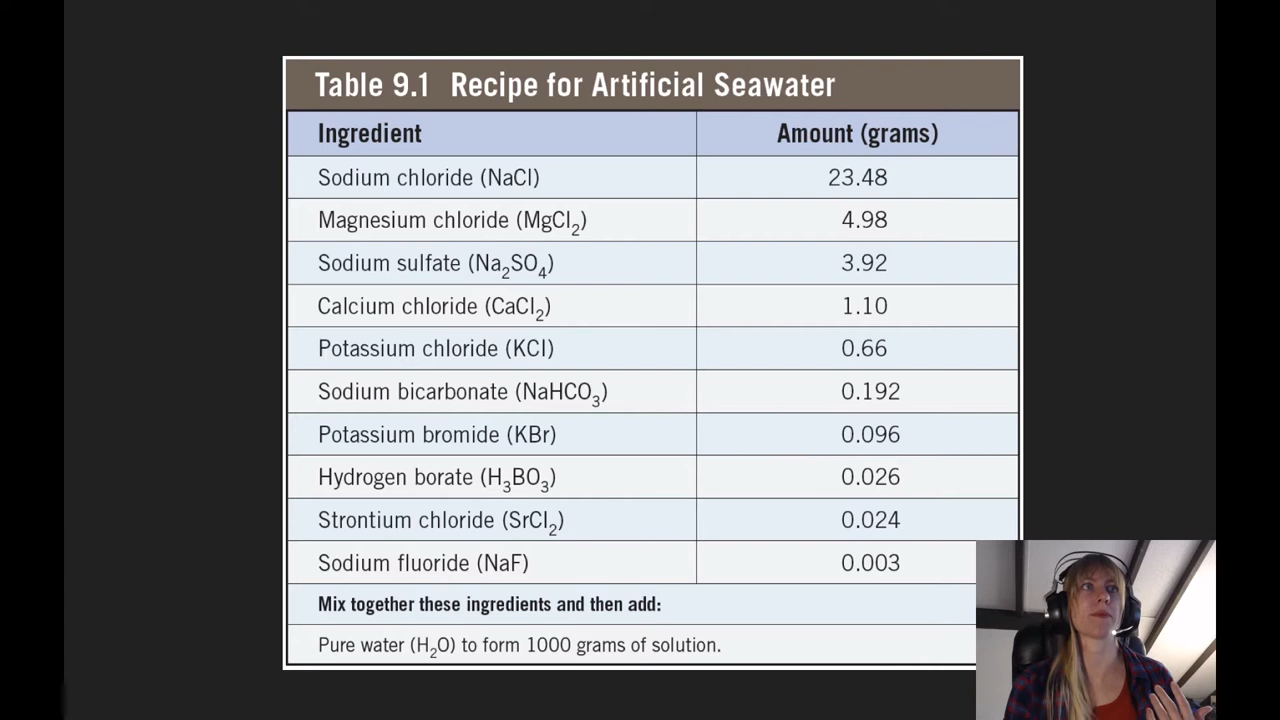 Table 9.1 Recipe for Artificial Seawater
Ingredient Amount (grams)
Sodium chloride (NaCl) 23.48
Magnesium chloride (MgCl₂) 4.98
Sodium sulfate (Na₂SO₄) 3.92
Calcium chloride (CaCl₂) 1.10
Potassium chloride (KCl) 0.66
Sodium bicarbonate (NaHCO₃) 0.192
Potassium bromide (KBr) 0.096
Hydrogen borate (H₃BO₃) 0.026
Strontium chloride (SrCl₂) 0.024
Sodium fluoride (NaF) 0.003
Mix together these ingredients and then add:
Pure water (H₂O) to form 1000 grams of solution.